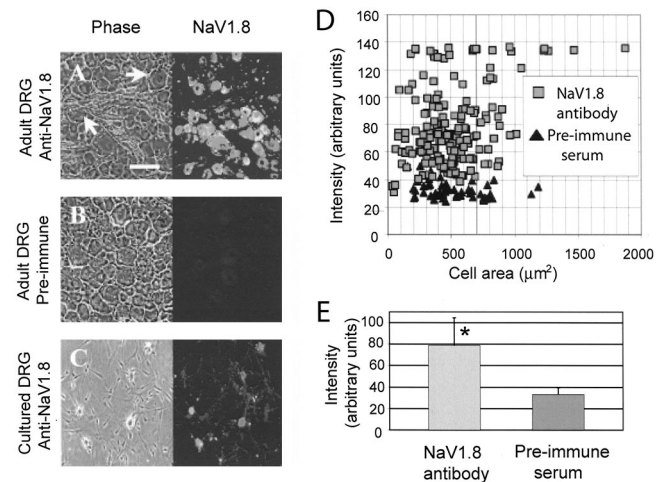 Phase NaV1.8
Adult DRG
Anti-NaV1.8
A
Adult DRG
Pre-immune
B
Cultured DRG
Anti-NaV1.8
C
D
Intensity (arbitrary units)
160
140
120
100
80
60
40
20
0
0 500 1000 1500 2000
Cell area (µm²)
NaV1.8
antibody
Pre-immune
serum
E
Intensity
(arbitrary units)
80
60
40
20
0
*
NaV1.8
antibody
Pre-immune
serum